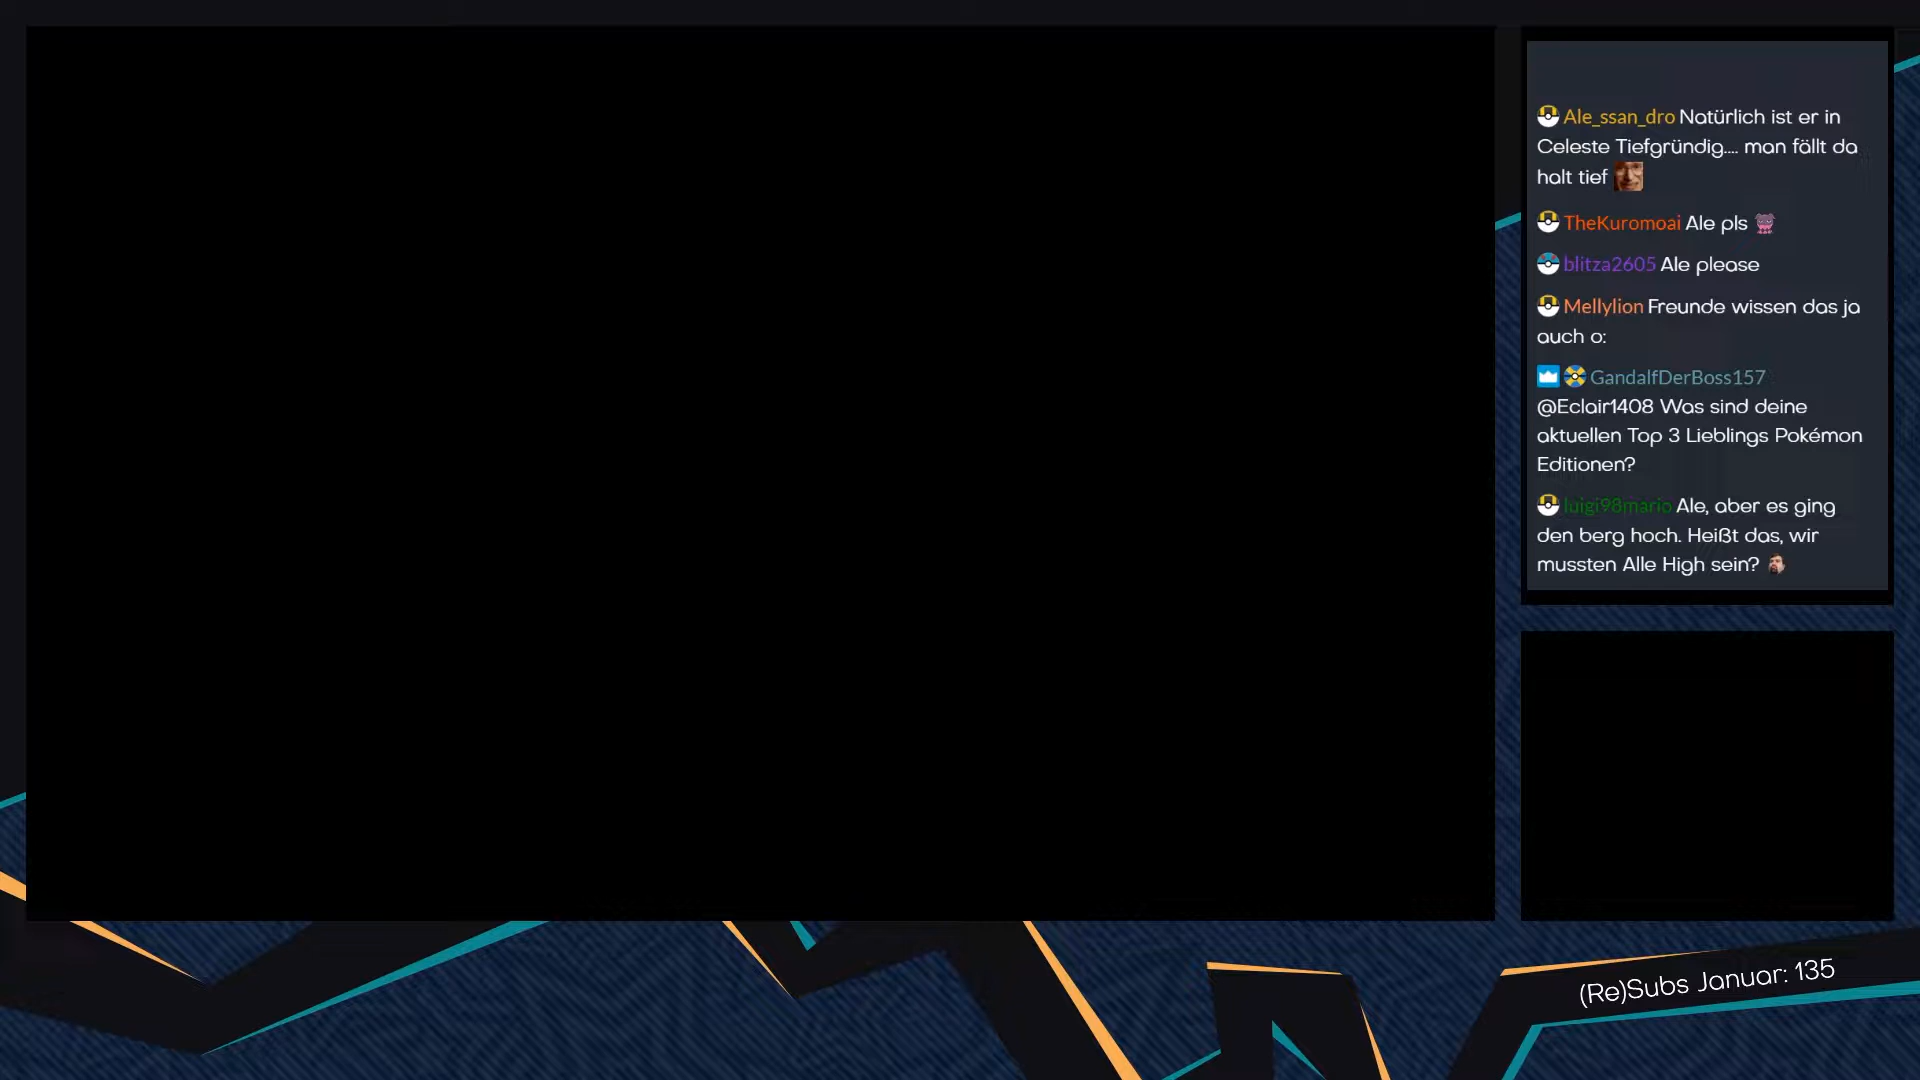 Ale_ssan_dro Natürlich ist er in
Celeste Tiefgründig.... man fällt da
halt tief
TheKuromoai Ale pls
blitza2605 Ale please
Mellylion Freunde wissen das ja
auch o:
GandalfDerBoss157
@Eclair1408 Was sind deine
aktuellen Top 3 Lieblings Pokémon
Editionen?
luigi98mario Ale, aber es ging
den berg hoch. Heißt das, wir
mussten Alle High sein?
(Re)Subs Januar: 135